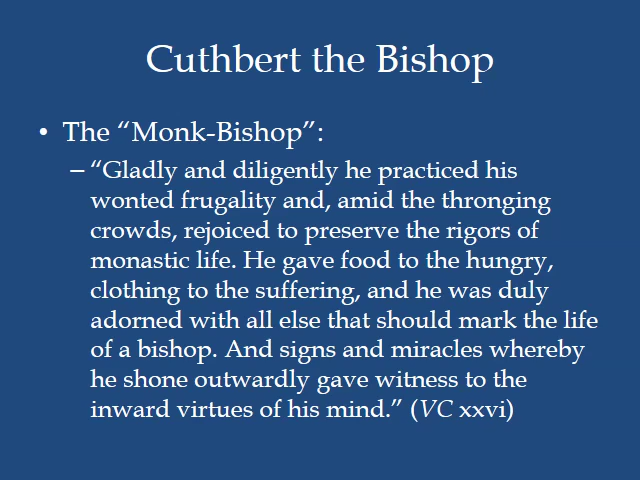 Cuthbert the Bishop
• The “Monk-Bishop”:
– “Gladly and diligently he practiced his
wonted frugality and, amid the thronging
crowds, rejoiced to preserve the rigors of
monastic life. He gave food to the hungry,
clothing to the suffering, and he was duly
adorned with all else that should mark the life
of a bishop. And signs and miracles whereby
he shone outwardly gave witness to the
inward virtues of his mind.” (VC xxvi)